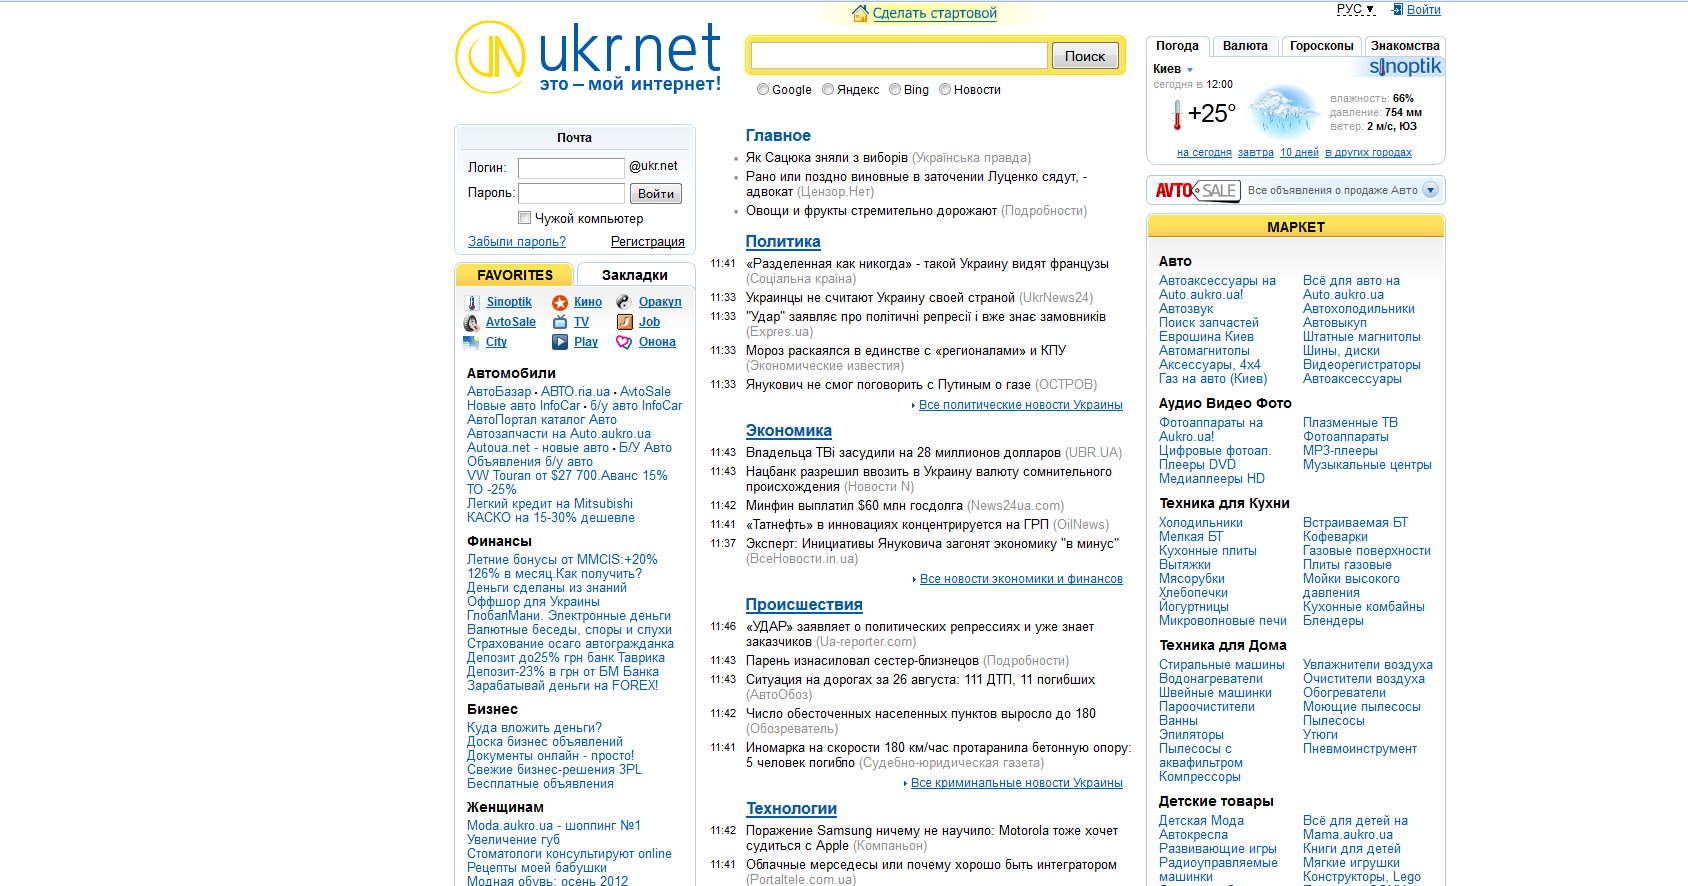 Сделать стартовой
РУС ▼ Войти
ukr.net
это – мой интернет!
Поиск
Google Яндекс Bing Новости
Погода Валюта Гороскопы Знакомства
Киев
sinoptik
сегодня в 12:00
+25°
влажность: 66%
давление: 754 мм
ветер: 2 м/с, ЮЗ
на сегодня завтра 10 дней в других городах
AVTO SALE Все объявления о продаже Авто
Почта
Логин: @ukr.net
Пароль: Войти
Чужой компьютер
Забыли пароль? Регистрация
FAVORITES Закладки
Sinoptik Кино Оракул
AvtoSale TV Job
City Play Онона
Автомобили
АвтоБазар • АВТО.ria.ua • AvtoSale
Новые авто InfoCar • б/у авто InfoCar
АвтоПортал каталог Авто
Автозапчасти на Auto.aukro.ua
Autoua.net - новые авто • Б/У Авто
Объявления б/у авто
VW Touran от $27 700.Аванс 15%
ТО -25%
Легкий кредит на Mitsubishi
КАСКО на 15-30% дешевле
Финансы
Летние бонусы от MMCIS:+20%
126% в месяц.Как получить?
Деньги сделаны из знаний
Оффшор для Украины
ГлобалМани. Электронные деньги
Валютные беседы, споры и слухи
Страхование осаго автогражданка
Депозит до25% грн банк Таврика
Депозит-23% в грн от БМ Банка
Зарабатывай деньги на FOREX!
Бизнес
Куда вложить деньги?
Доска бизнес объявлений
Документы онлайн - просто!
Свежие бизнес-решения 3PL
Бесплатные объявления
Женщинам
Moda.aukro.ua - шоппинг №1
Увеличение губ
Стоматологи консультируют online
Рецепты моей бабушки
Модная обувь: осень 2012
Главное
Як Сацюка зняли з виборів (Українська правда)
Рано или поздно виновные в заточении Луценко сядут, -
адвокат (Цензор.Нет)
Овощи и фрукты стремительно дорожают (Подробности)
Политика
11:41 «Разделенная как никогда» - такой Украину видят французы
(Соціальна країна)
11:33 Украинцы не считают Украину своей страной (UkrNews24)
11:33 "Удар" заявляє про політичні репресії і вже знає замовників
(Expres.ua)
11:33 Мороз раскаялся в единстве с «регионалами» и КПУ
(Экономические известия)
11:33 Янукович не смог поговорить с Путиным о газе (ОСТРОВ)
Все политические новости Украины
Экономика
11:43 Владельца ТВi засудили на 28 миллионов долларов (UBR.UA)
11:43 Нацбанк разрешил ввозить в Украину валюту сомнительного
происхождения (Новости N)
11:42 Минфин выплатил $60 млн госдолга (News24ua.com)
11:41 «Татнефть» в инновациях концентрируется на ГРП (OilNews)
11:37 Эксперт: Инициативы Януковича загонят экономику "в минус"
(ВсеНовости.in.ua)
Все новости экономики и финансов
Происшествия
11:46 «УДАР» заявляет о политических репрессиях и уже знает
заказчиков (Ua-reporter.com)
11:43 Парень изнасиловал сестер-близнецов (Подробности)
11:43 Ситуация на дорогах за 26 августа: 111 ДТП, 11 погибших
(АвтоОбоз)
11:42 Число обесточенных населенных пунктов выросло до 180
(Обозреватель)
11:41 Иномарка на скорости 180 км/час протаранила бетонную опору:
5 человек погибло (Судебно-юридическая газета)
Все криминальные новости Украины
Технологии
11:42 Поражение Samsung ничему не научило: Motorola тоже хочет
судиться с Apple (Компаньон)
11:41 Облачные мерседесы или почему хорошо быть интегратором
(Portaltele.com.ua)
МАРКЕТ
Авто
Автоаксессуары на
Auto.aukro.ua!
Автозвук
Поиск запчастей
Еврошина Киев
Автомагнитолы
Аксессуары, 4x4
Газ на авто (Киев)
Всё для авто на
Auto.aukro.ua
Автохолодильники
Автовыкуп
Штатные магнитолы
Шины, диски
Видеорегистраторы
Автоаксессуары
Аудио Видео Фото
Фотоаппараты на
Aukro.ua!
Цифровые фотоап.
Плееры DVD
Медиаплееры HD
Плазменные ТВ
Фотоаппараты
МР3-плееры
Музыкальные центры
Техника для Кухни
Холодильники
Мелкая БТ
Кухонные плиты
Вытяжки
Мясорубки
Хлебопечки
Йогуртницы
Микроволновые печи
Встраиваемая БТ
Кофеварки
Газовые поверхности
Плиты газовые
Мойки высокого
давления
Кухонные комбайны
Блендеры
Техника для Дома
Стиральные машины
Водонагреватели
Швейные машинки
Пароочистители
Ванны
Эпиляторы
Пылесосы с
аквафильтром
Компрессоры
Увлажнители воздуха
Очистители воздуха
Обогреватели
Моющие пылесосы
Пылесосы
Утюги
Пневмоинструмент
Детские товары
Детская Мода
Автокресла
Развивающие игры
Радиоуправляемые
машинки
Всё для детей на
Mama.aukro.ua
Книги для детей
Мягкие игрушки
Конструкторы, Lego